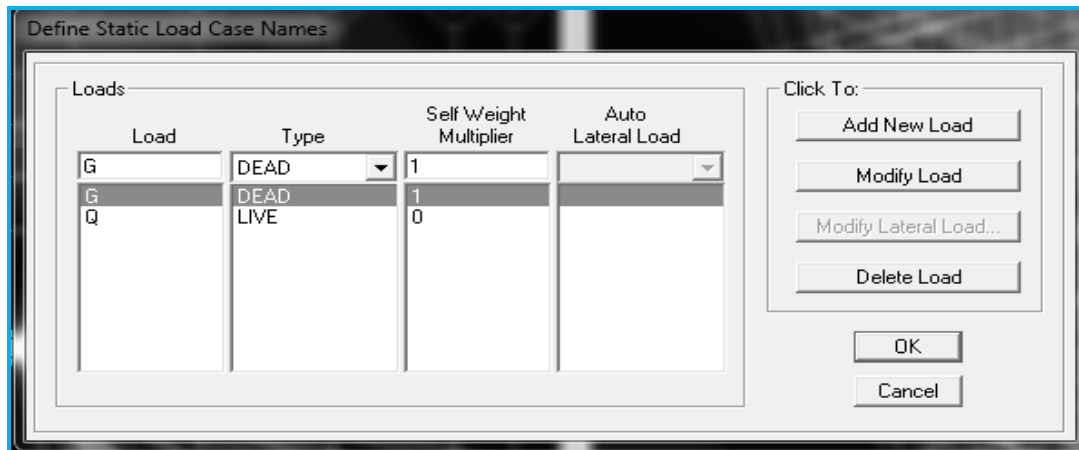 Define Static Load Case Names
Loads
Load Type Self Weight Multiplier Auto Lateral Load
G DEAD 1
G DEAD 1
Q LIVE 0
Click To:
Add New Load
Modify Load
Modify Lateral Load...
Delete Load
OK
Cancel